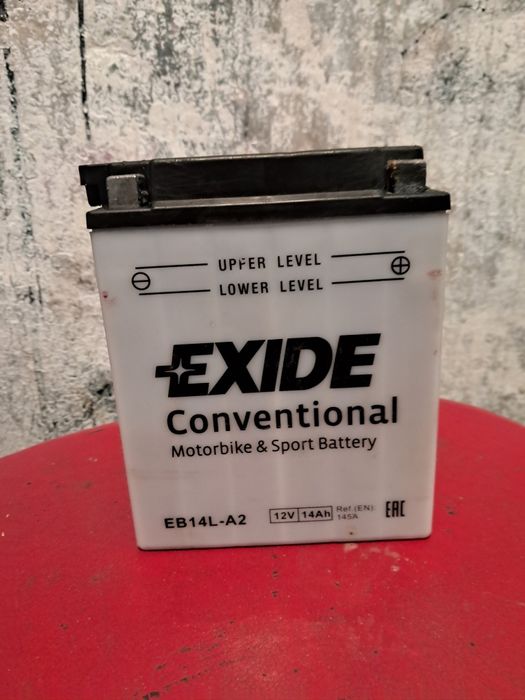 UPPER LEVEL
⊖ ⊕
LOWER LEVEL
EXIDE
Conventional
Motorbike & Sport Battery
EB14L-A2 12V 14Ah Ref.(EN): 145A EAC